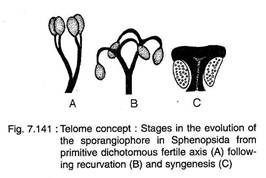 A B C
Fig. 7.141 : Telome concept : Stages in the evolution of
the sporangiophore in Sphenopsida from
primitive dichotomous fertile axis (A) follow-
ing recurvation (B) and syngenesis (C)